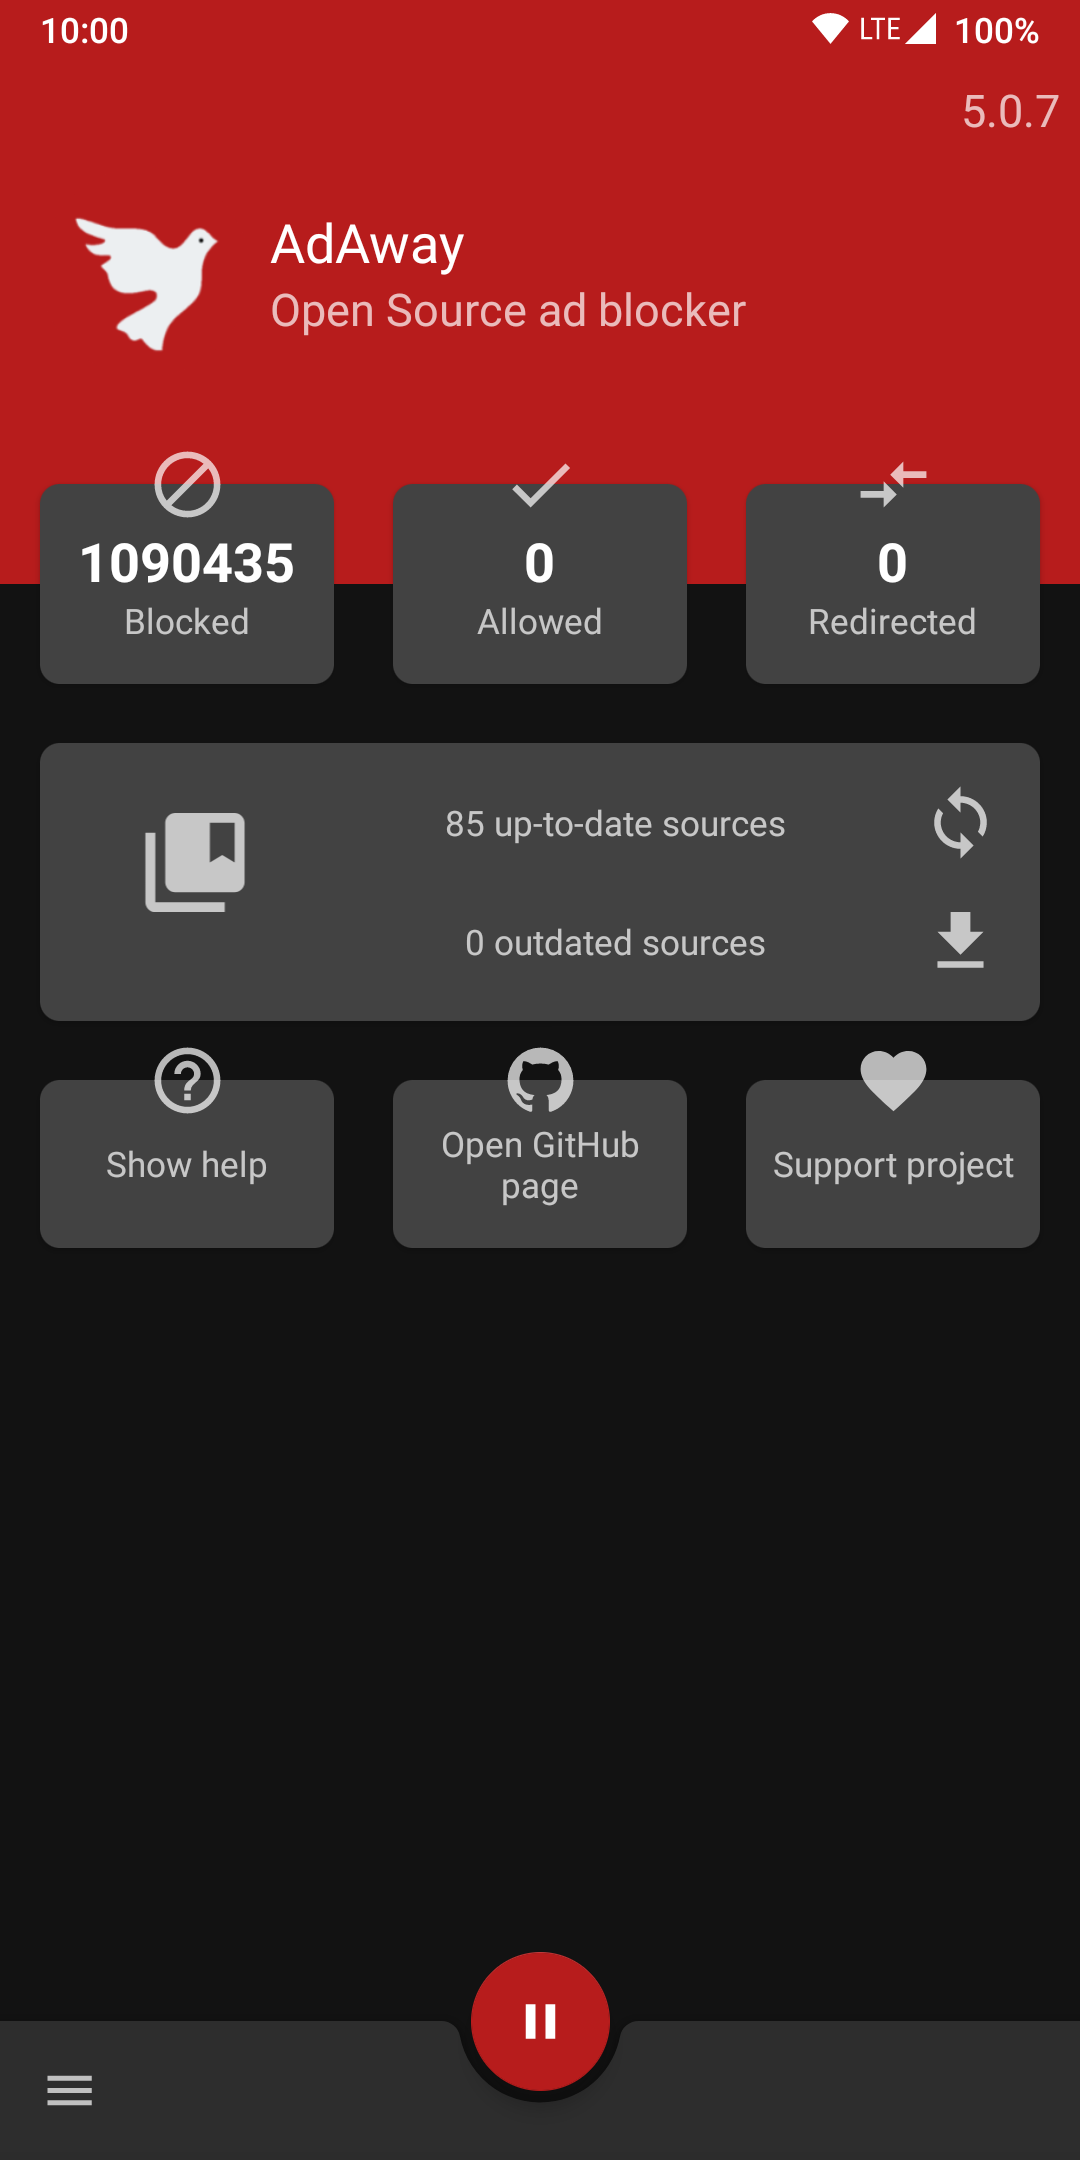 10:00 LTE 100%
5.0.7
AdAway
Open Source ad blocker
1090435 0 0
Blocked Allowed Redirected
85 up-to-date sources
0 outdated sources
Show help
Open GitHub
page
Support project